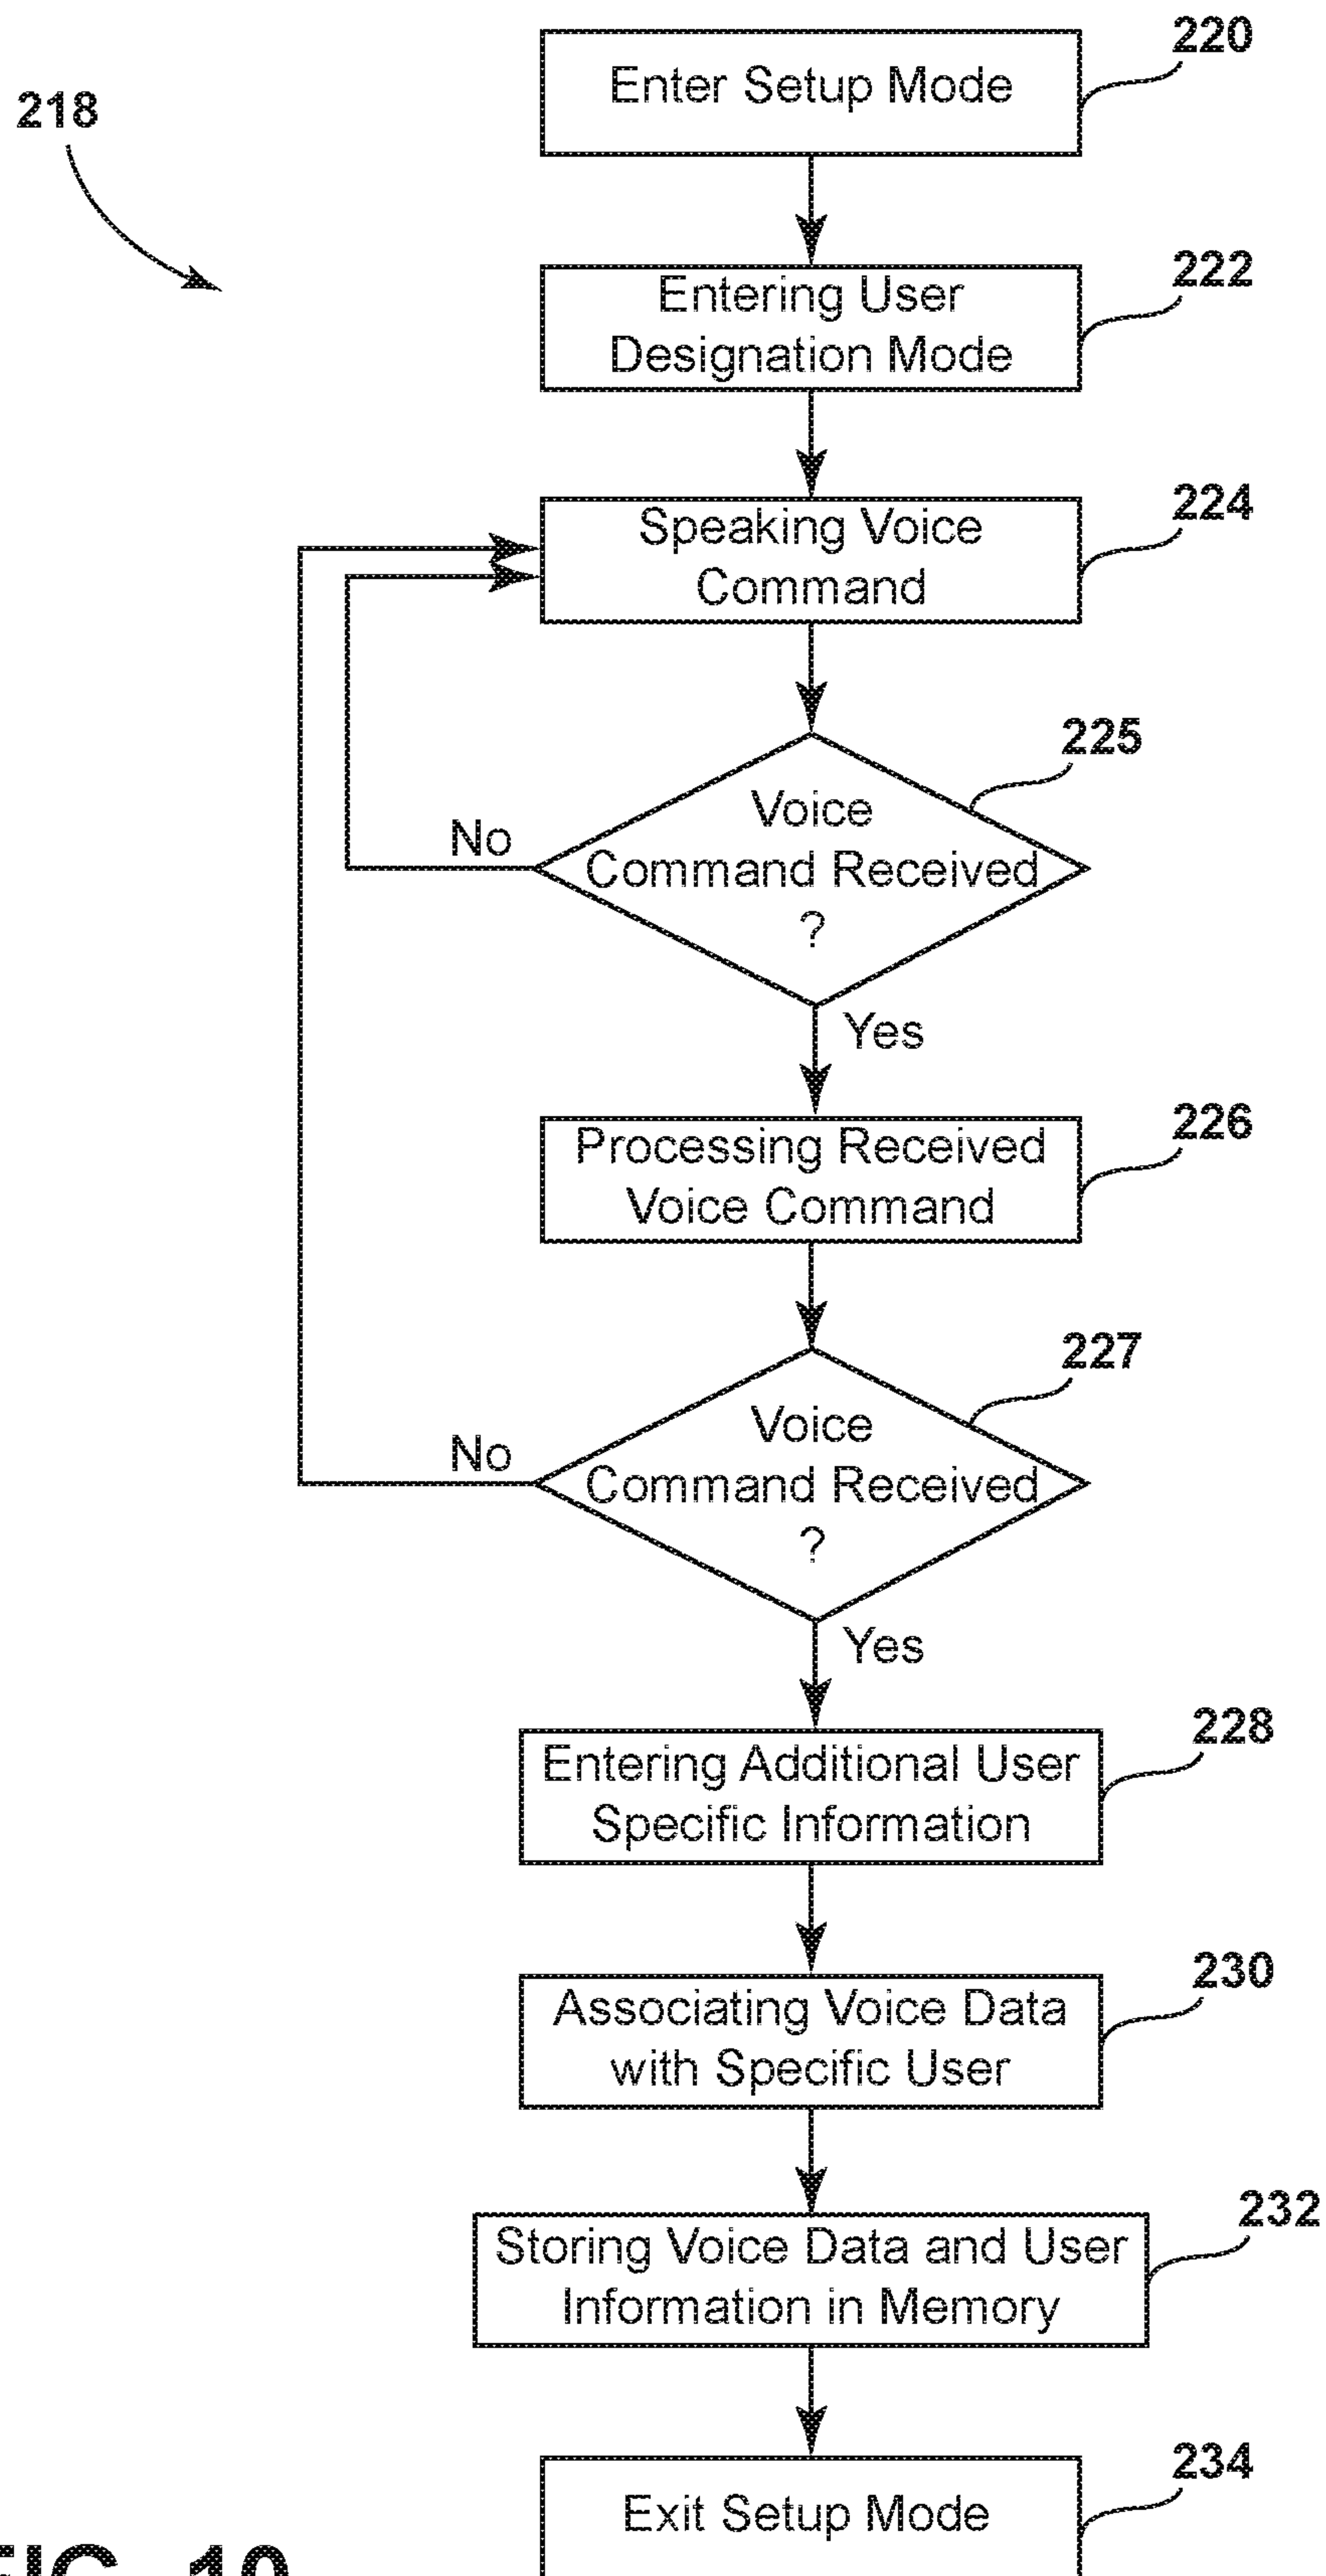 220
Enter Setup Mode
218
222
Entering User
Designation Mode
224
Speaking Voice
Command
225
Voice
Command Received
?
No
Yes
226
Processing Received
Voice Command
227
Voice
Command Received
?
No
Yes
228
Entering Additional User
Specific Information
230
Associating Voice Data
with Specific User
232
Storing Voice Data and User
Information in Memory
234
Exit Setup Mode
FIG. 10